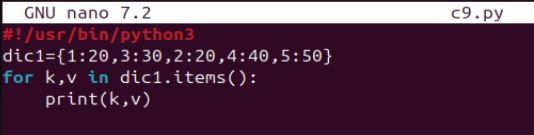 GNU nano 7.2 c9.py
#!/usr/bin/python3
dic1={1:20,3:30,2:20,4:40,5:50}
for k,v in dic1.items():
    print(k,v)